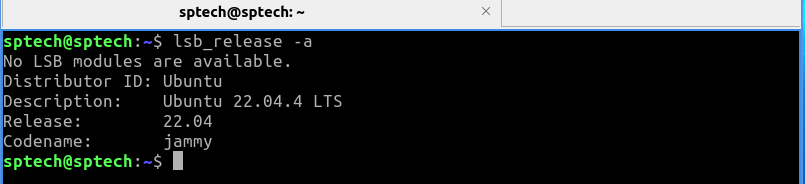 sptech@sptech: ~ ×
sptech@sptech:~$ lsb_release -a
No LSB modules are available.
Distributor ID: Ubuntu
Description:    Ubuntu 22.04.4 LTS
Release:        22.04
Codename:       jammy
sptech@sptech:~$